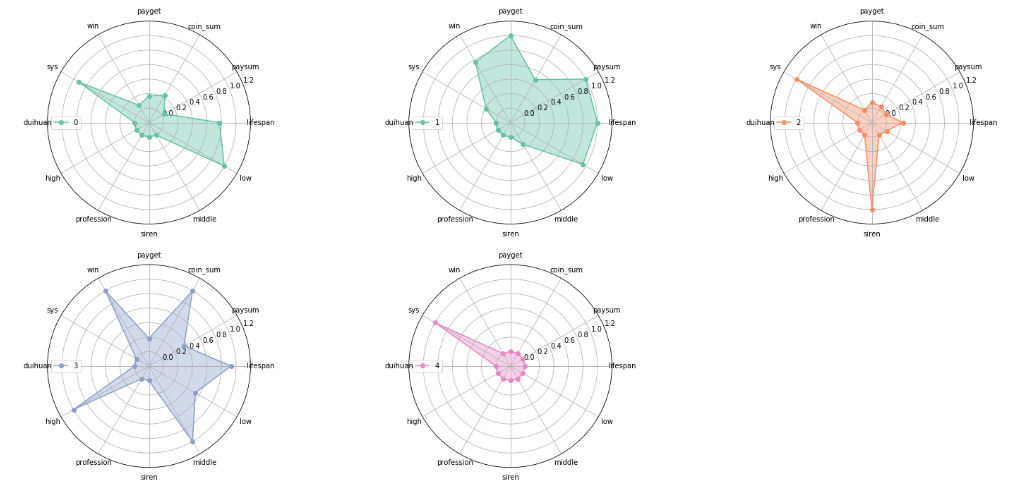 payget
win
coin_sum
sys
paysum
0.0 0.2 0.4 0.6 0.8 1.0 1.2
duihuan
0
lifespan
high
low
profession
middle
siren
payget
win
coin_sum
sys
paysum
0.0 0.2 0.4 0.6 0.8 1.0 1.2
duihuan
1
lifespan
high
low
profession
middle
siren
payget
win
coin_sum
sys
paysum
0.0 0.2 0.4 0.6 0.8 1.0 1.2
duihuan
2
lifespan
high
low
profession
middle
siren
payget
win
coin_sum
sys
paysum
0.0 0.2 0.4 0.6 0.8 1.0 1.2
duihuan
3
lifespan
high
low
profession
middle
siren
payget
win
coin_sum
sys
paysum
0.0 0.2 0.4 0.6 0.8 1.0 1.2
duihuan
4
lifespan
high
low
profession
middle
siren